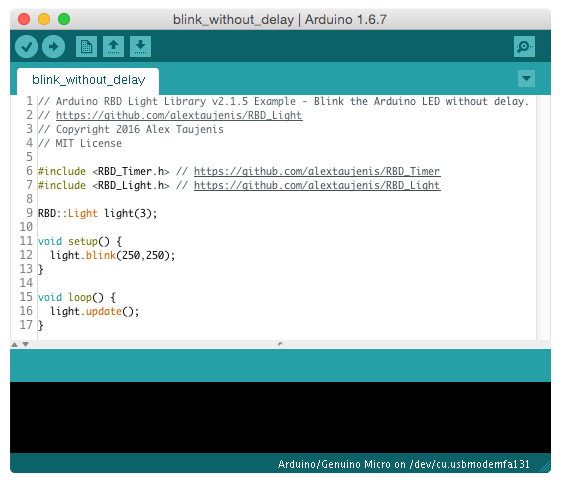 blink_without_delay | Arduino 1.6.7
blink_without_delay
1 // Arduino RBD Light Library v2.1.5 Example - Blink the Arduino LED without delay.
2 // https://github.com/alextaujenis/RBD_Light
3 // Copyright 2016 Alex Taujenis
4 // MIT License
5
6 #include <RBD_Timer.h> // https://github.com/alextaujenis/RBD_Timer
7 #include <RBD_Light.h> // https://github.com/alextaujenis/RBD_Light
8
9 RBD::Light light(3);
10
11 void setup() {
12   light.blink(250,250);
13 }
14
15 void loop() {
16   light.update();
17 }
Arduino/Genuino Micro on /dev/cu.usbmodemfa131